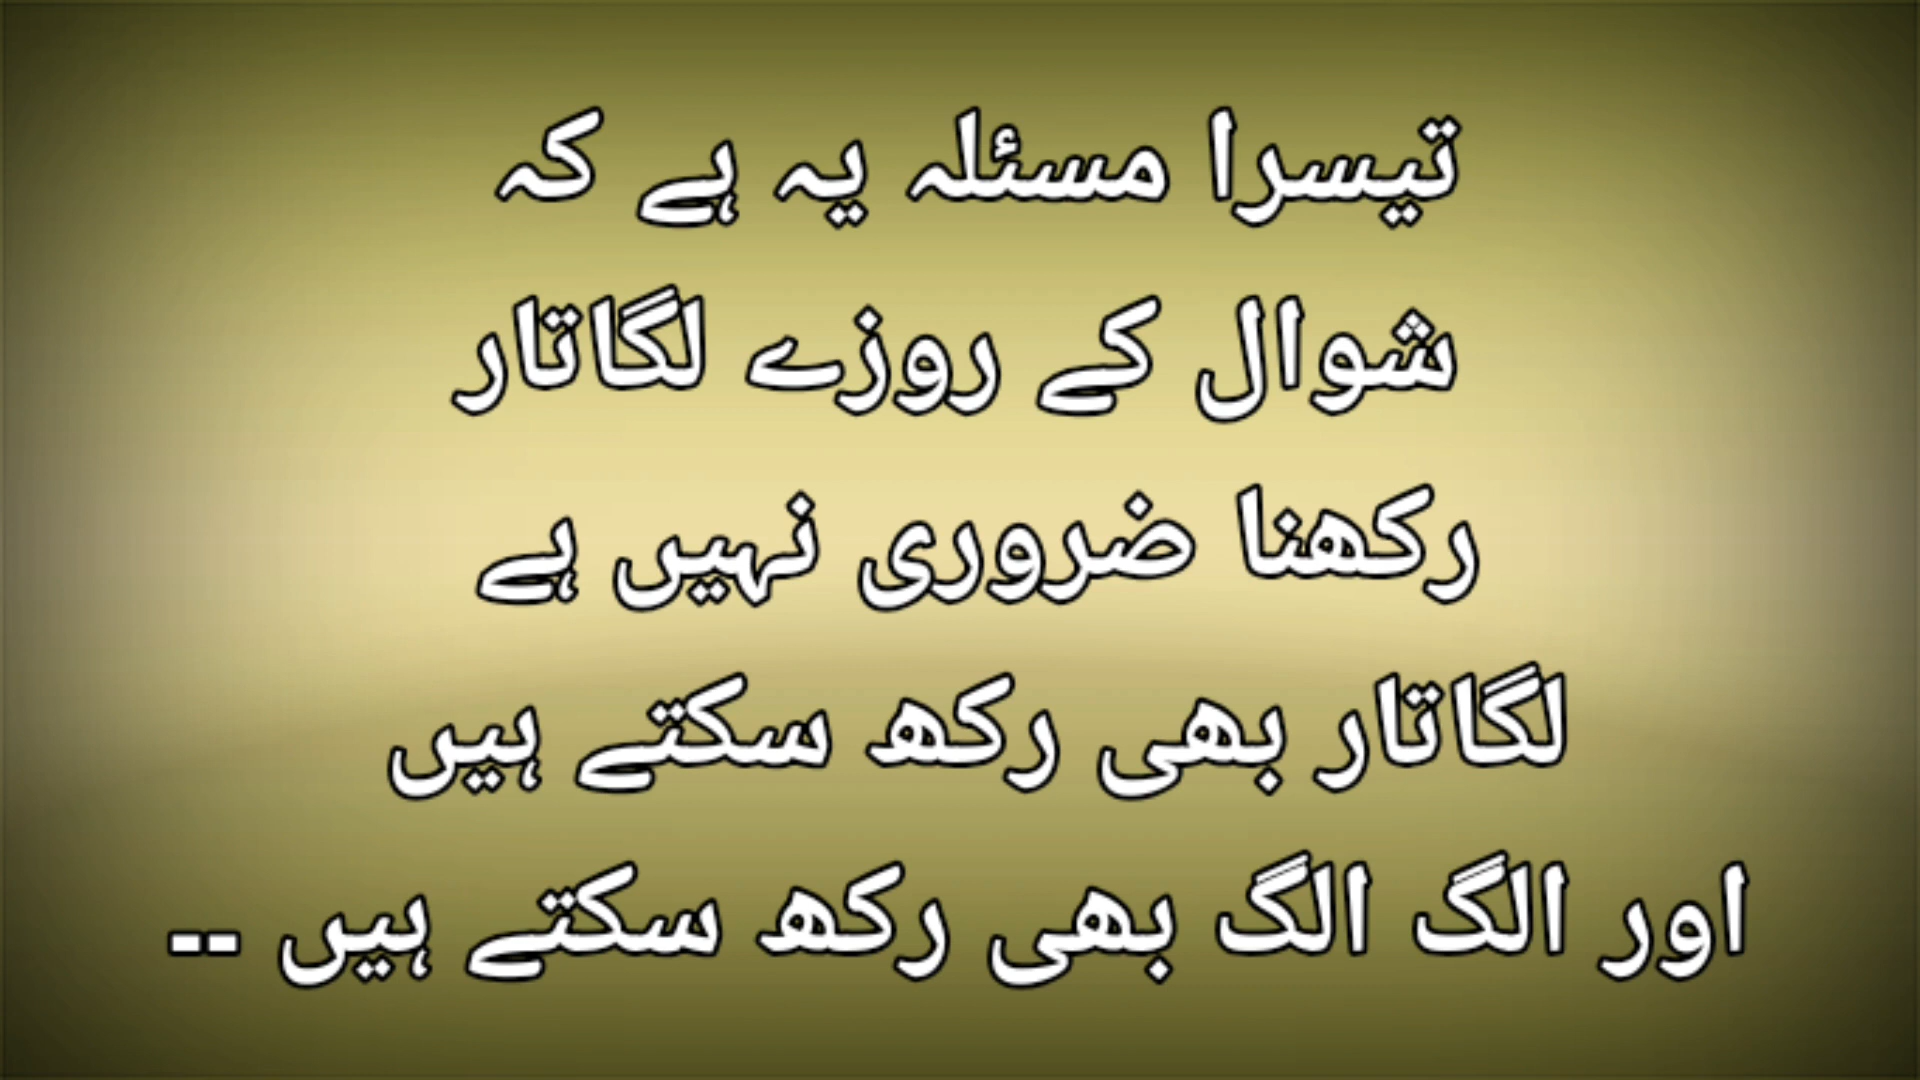 تیسرا مسئلہ یہ ہے کہ
شوال کے روزے لگاتار
رکھنا ضروری نہیں ہے
لگاتار بھی رکھ سکتے ہیں
اور الگ الگ بھی رکھ سکتے ہیں --